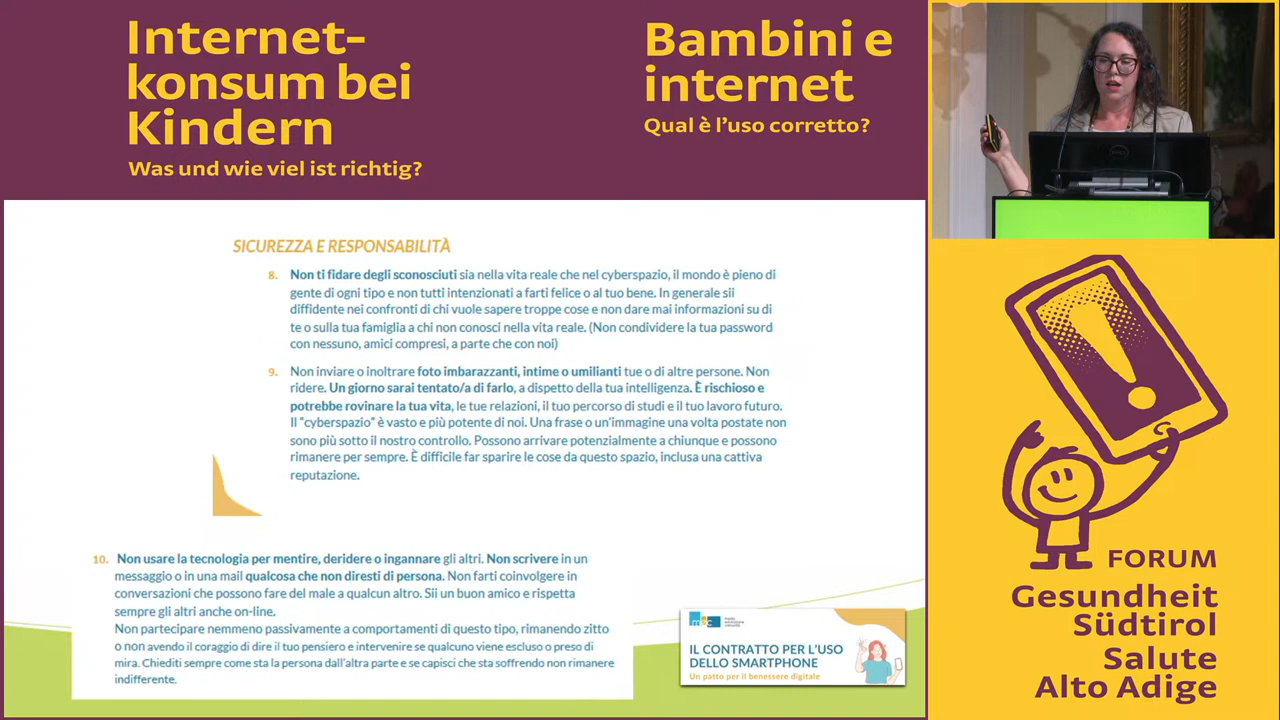 Internet-
konsum bei
Kindern
Was und wie viel ist richtig?
Bambini e
internet
Qual è l'uso corretto?
SICUREZZA E RESPONSABILITÀ
8. Non ti fidare degli sconosciuti sia nella vita reale che nel cyberspazio, il mondo è pieno di
gente di ogni tipo e non tutti intenzionati a farti felice o al tuo bene. In generale sii
diffidente nei confronti di chi vuole sapere troppe cose e non dare mai informazioni su di
te o sulla tua famiglia a chi non conosci nella vita reale. (Non condividere la tua password
con nessuno, amici compresi, a parte che con noi)
9. Non inviare o inoltrare foto imbarazzanti, intime o umilianti tue o di altre persone. Non
ridere. Un giorno sarai tentato/a di farlo, a dispetto della tua intelligenza. È rischioso e
potrebbe rovinare la tua vita, le tue relazioni, il tuo percorso di studi e il tuo lavoro futuro.
Il "cyberspazio" è vasto e più potente di noi. Una frase o un'immagine una volta postate non
sono più sotto il nostro controllo. Possono arrivare potenzialmente a chiunque e possono
rimanere per sempre. È difficile far sparire le cose da questo spazio, inclusa una cattiva
reputazione.
10. Non usare la tecnologia per mentire, deridere o ingannare gli altri. Non scrivere in un
messaggio o in una mail qualcosa che non diresti di persona. Non farti coinvolgere in
conversazioni che possono fare del male a qualcun altro. Sii un buon amico e rispetta
sempre gli altri anche on-line.
Non partecipare nemmeno passivamente a comportamenti di questo tipo, rimanendo zitto
o non avendo il coraggio di dire il tuo pensiero e intervenire se qualcuno viene escluso o preso di
mira. Chiediti sempre come sta la persona dall'altra parte e se capisci che sta soffrendo non rimanere
indifferente.
IL CONTRATTO PER L'USO
DELLO SMARTPHONE
Un patto per il benessere digitale
FORUM
Gesundheit
Südtirol
Salute
Alto Adige